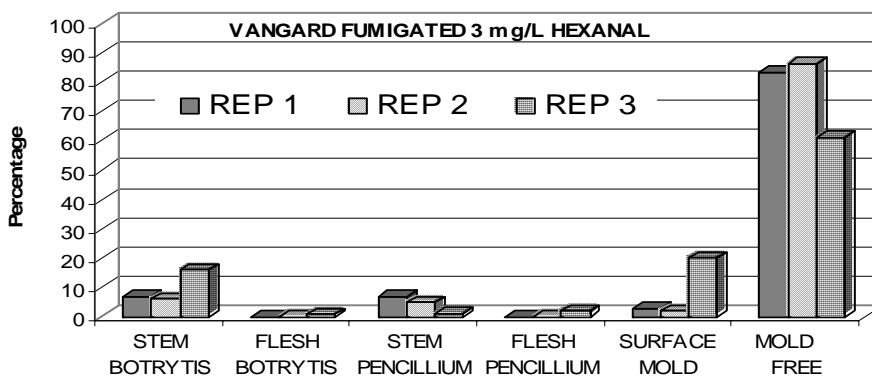 VANGARD FUMIGATED 3 mg/L HEXANAL
Percentage
100
90
80
70
60
50
40
30
20
10
0
REP 1 REP 2 REP 3
STEM FLESH STEM FLESH SURFACE MOLD
BOTRYTIS BOTRYTIS PENCILLIUM PENCILLIUM MOLD FREE